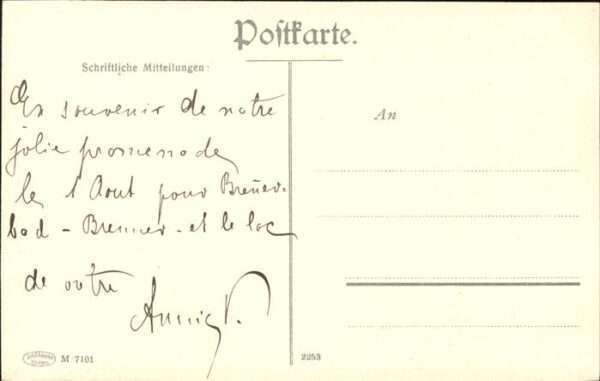 Postkarte.
Schriftliche Mitteilungen:
En souvenir de notre
jolie promenade
le 1 Aout pour Brenner-
bad - Brenner - et le lac
de votre
An
M 7101
2253